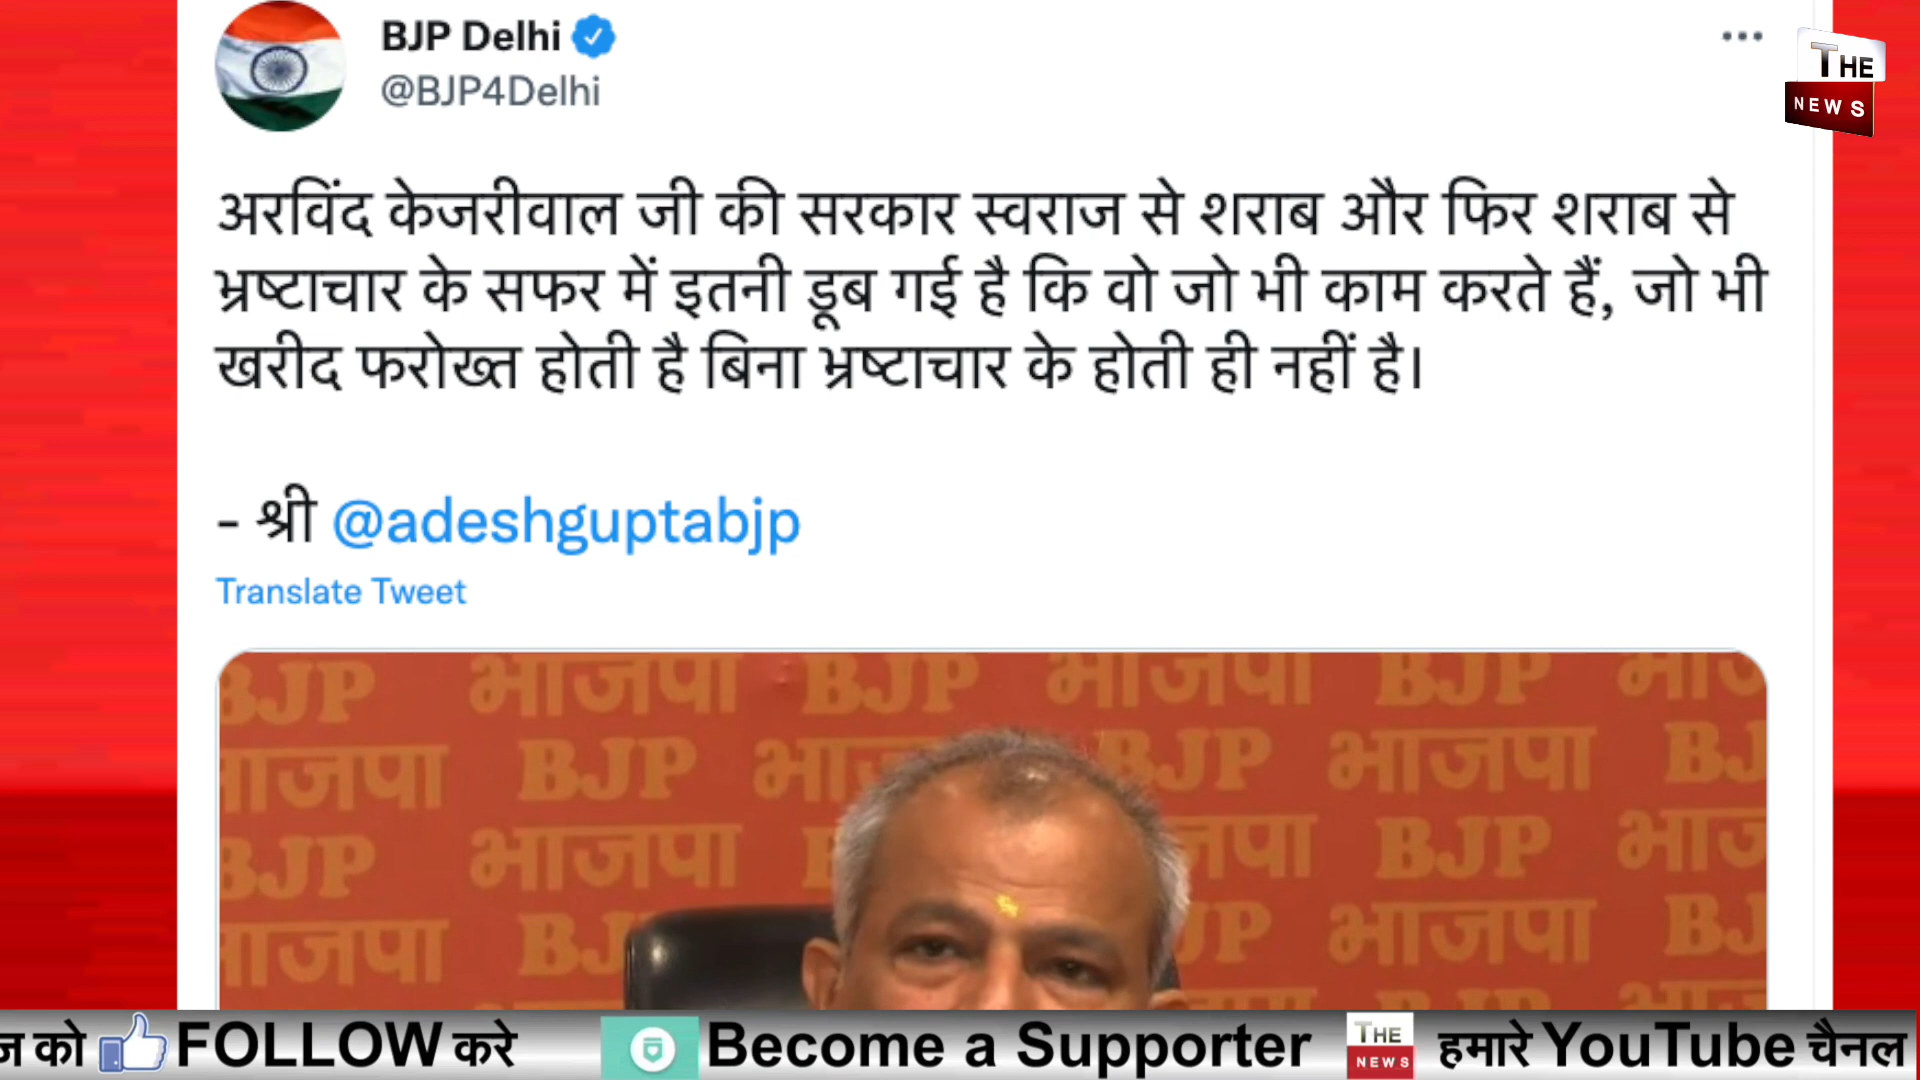 BJP Delhi
@BJP4Delhi
THE
NEWS
अरविंद केजरीवाल जी की सरकार स्वराज से शराब और फिर शराब से
भ्रष्टाचार के सफर में इतनी डूब गई है कि वो जो भी काम करते हैं, जो भी
खरीद फरोख्त होती है बिना भ्रष्टाचार के होती ही नहीं है।
- श्री @adeshguptabjp
Translate Tweet
BJP भाजपा BJP भाजपा BJP
भाजपा BJP BJP भाजपा
BJP भाजपा BJP
भाजपा भाजपा
को FOLLOW करे Become a Supporter THE NEWS हमारे YouTube चैनल